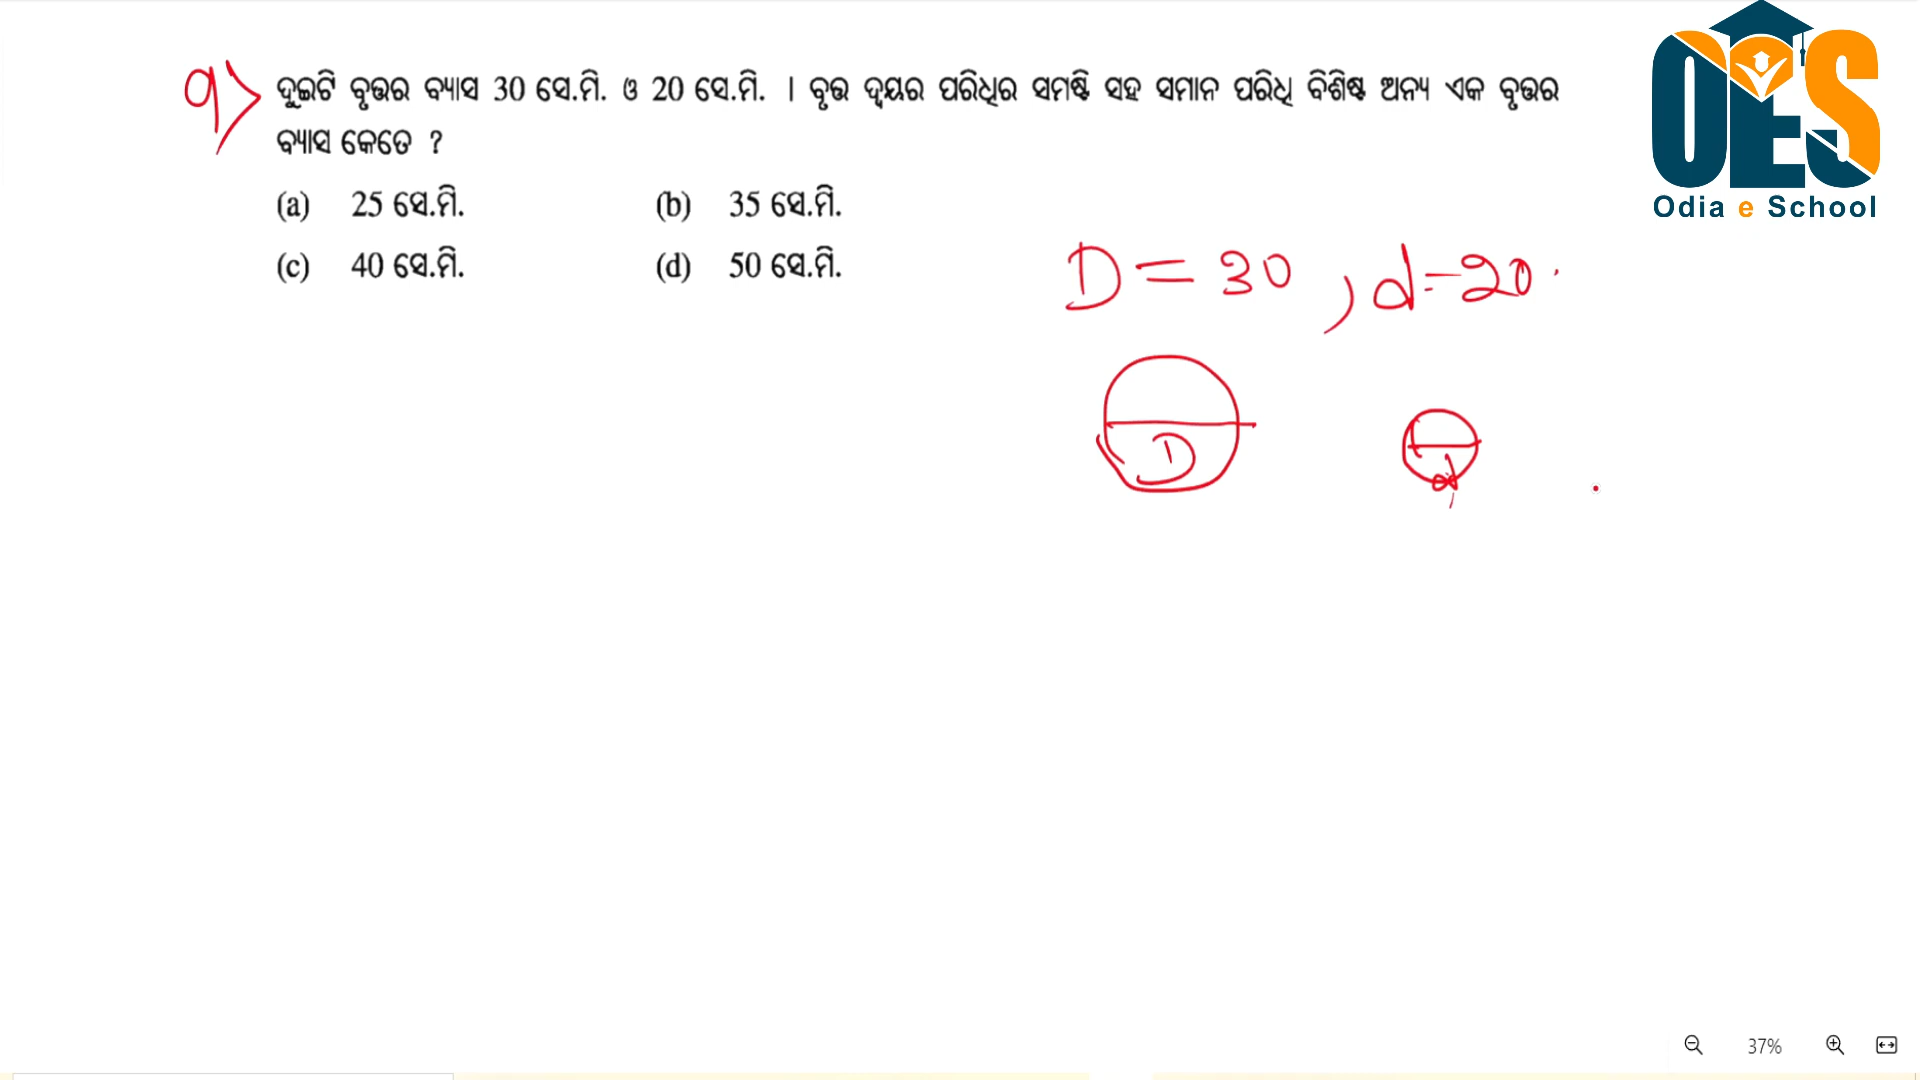 ୩) ଦୁଇଟି ବୃତ୍ତର ବ୍ୟାସ 30 ସେ.ମି. ଓ 20 ସେ.ମି. । ବୃତ୍ତ ଦ୍ୱୟର ପରିଧିର ସମଷ୍ଟି ସହ ସମାନ ପରିଧି ବିଶିଷ୍ଟ ଅନ୍ୟ ଏକ ବୃତ୍ତର
ବ୍ୟାସ କେତେ ?
(a) 25 ସେ.ମି. (b) 35 ସେ.ମି.
(c) 40 ସେ.ମି. (d) 50 ସେ.ମି.
OES
Odia e School
D = 30 , d = 20
D
d
37%